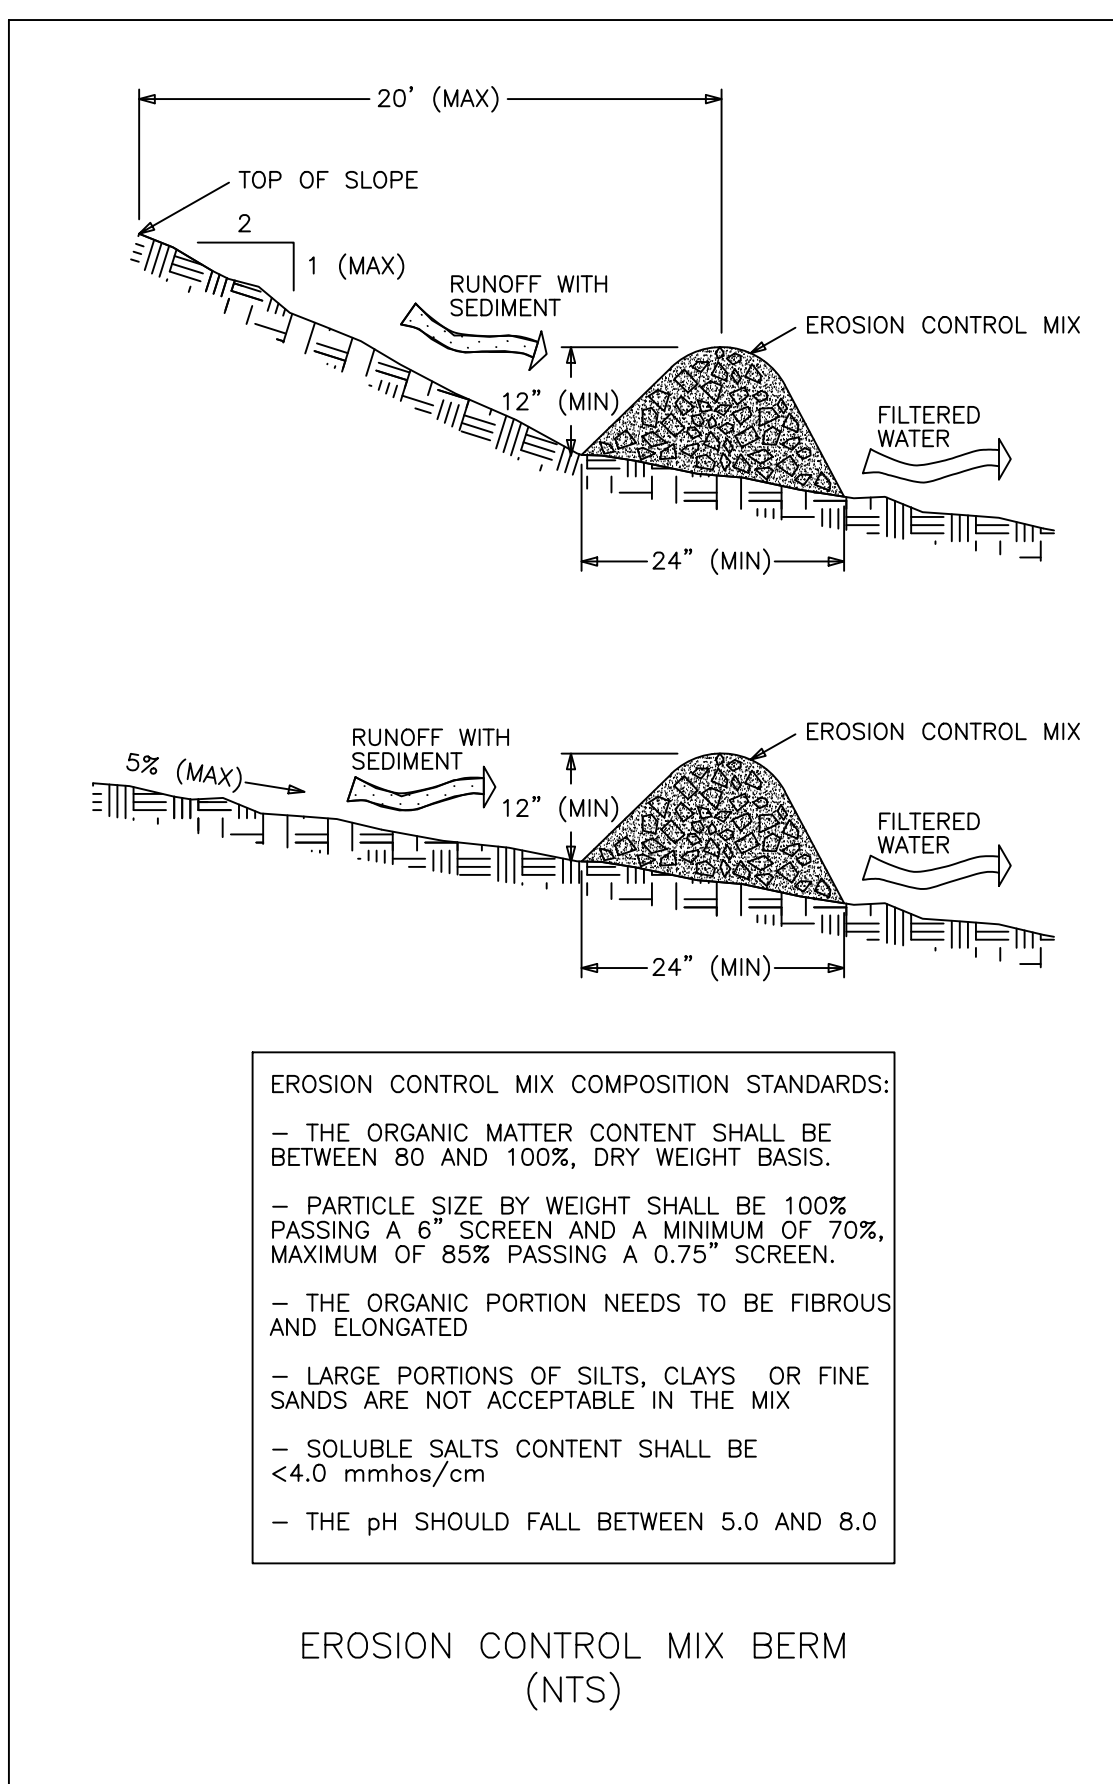 20' (MAX)
TOP OF SLOPE
2
1 (MAX)
RUNOFF WITH
SEDIMENT
EROSION CONTROL MIX
12" (MIN)
FILTERED
WATER
24" (MIN)
RUNOFF WITH
SEDIMENT
EROSION CONTROL MIX
5% (MAX)
12" (MIN)
FILTERED
WATER
24" (MIN)
EROSION CONTROL MIX COMPOSITION STANDARDS:
– THE ORGANIC MATTER CONTENT SHALL BE
BETWEEN 80 AND 100%, DRY WEIGHT BASIS.
– PARTICLE SIZE BY WEIGHT SHALL BE 100%
PASSING A 6" SCREEN AND A MINIMUM OF 70%,
MAXIMUM OF 85% PASSING A 0.75" SCREEN.
– THE ORGANIC PORTION NEEDS TO BE FIBROUS
AND ELONGATED
– LARGE PORTIONS OF SILTS, CLAYS OR FINE
SANDS ARE NOT ACCEPTABLE IN THE MIX
– SOLUBLE SALTS CONTENT SHALL BE
<4.0 mmhos/cm
– THE pH SHOULD FALL BETWEEN 5.0 AND 8.0
EROSION CONTROL MIX BERM
(NTS)